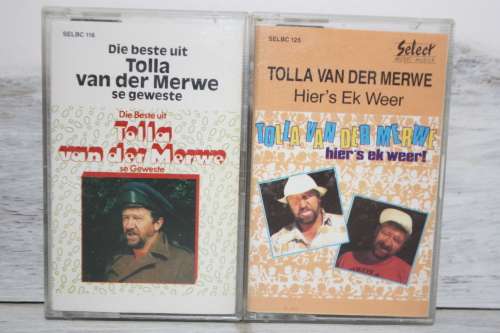 SELBC 116
Die beste uit
Tolla
van der Merwe
se geweste
Die Beste uit
Tolla
van der Merwe
se Geweste
SELBC 125
Select
MUSIC MUSIEK
TOLLA VAN DER MERWE
Hier's Ek Weer
TOLLA VAN DER MERWE
hier's ek weer!